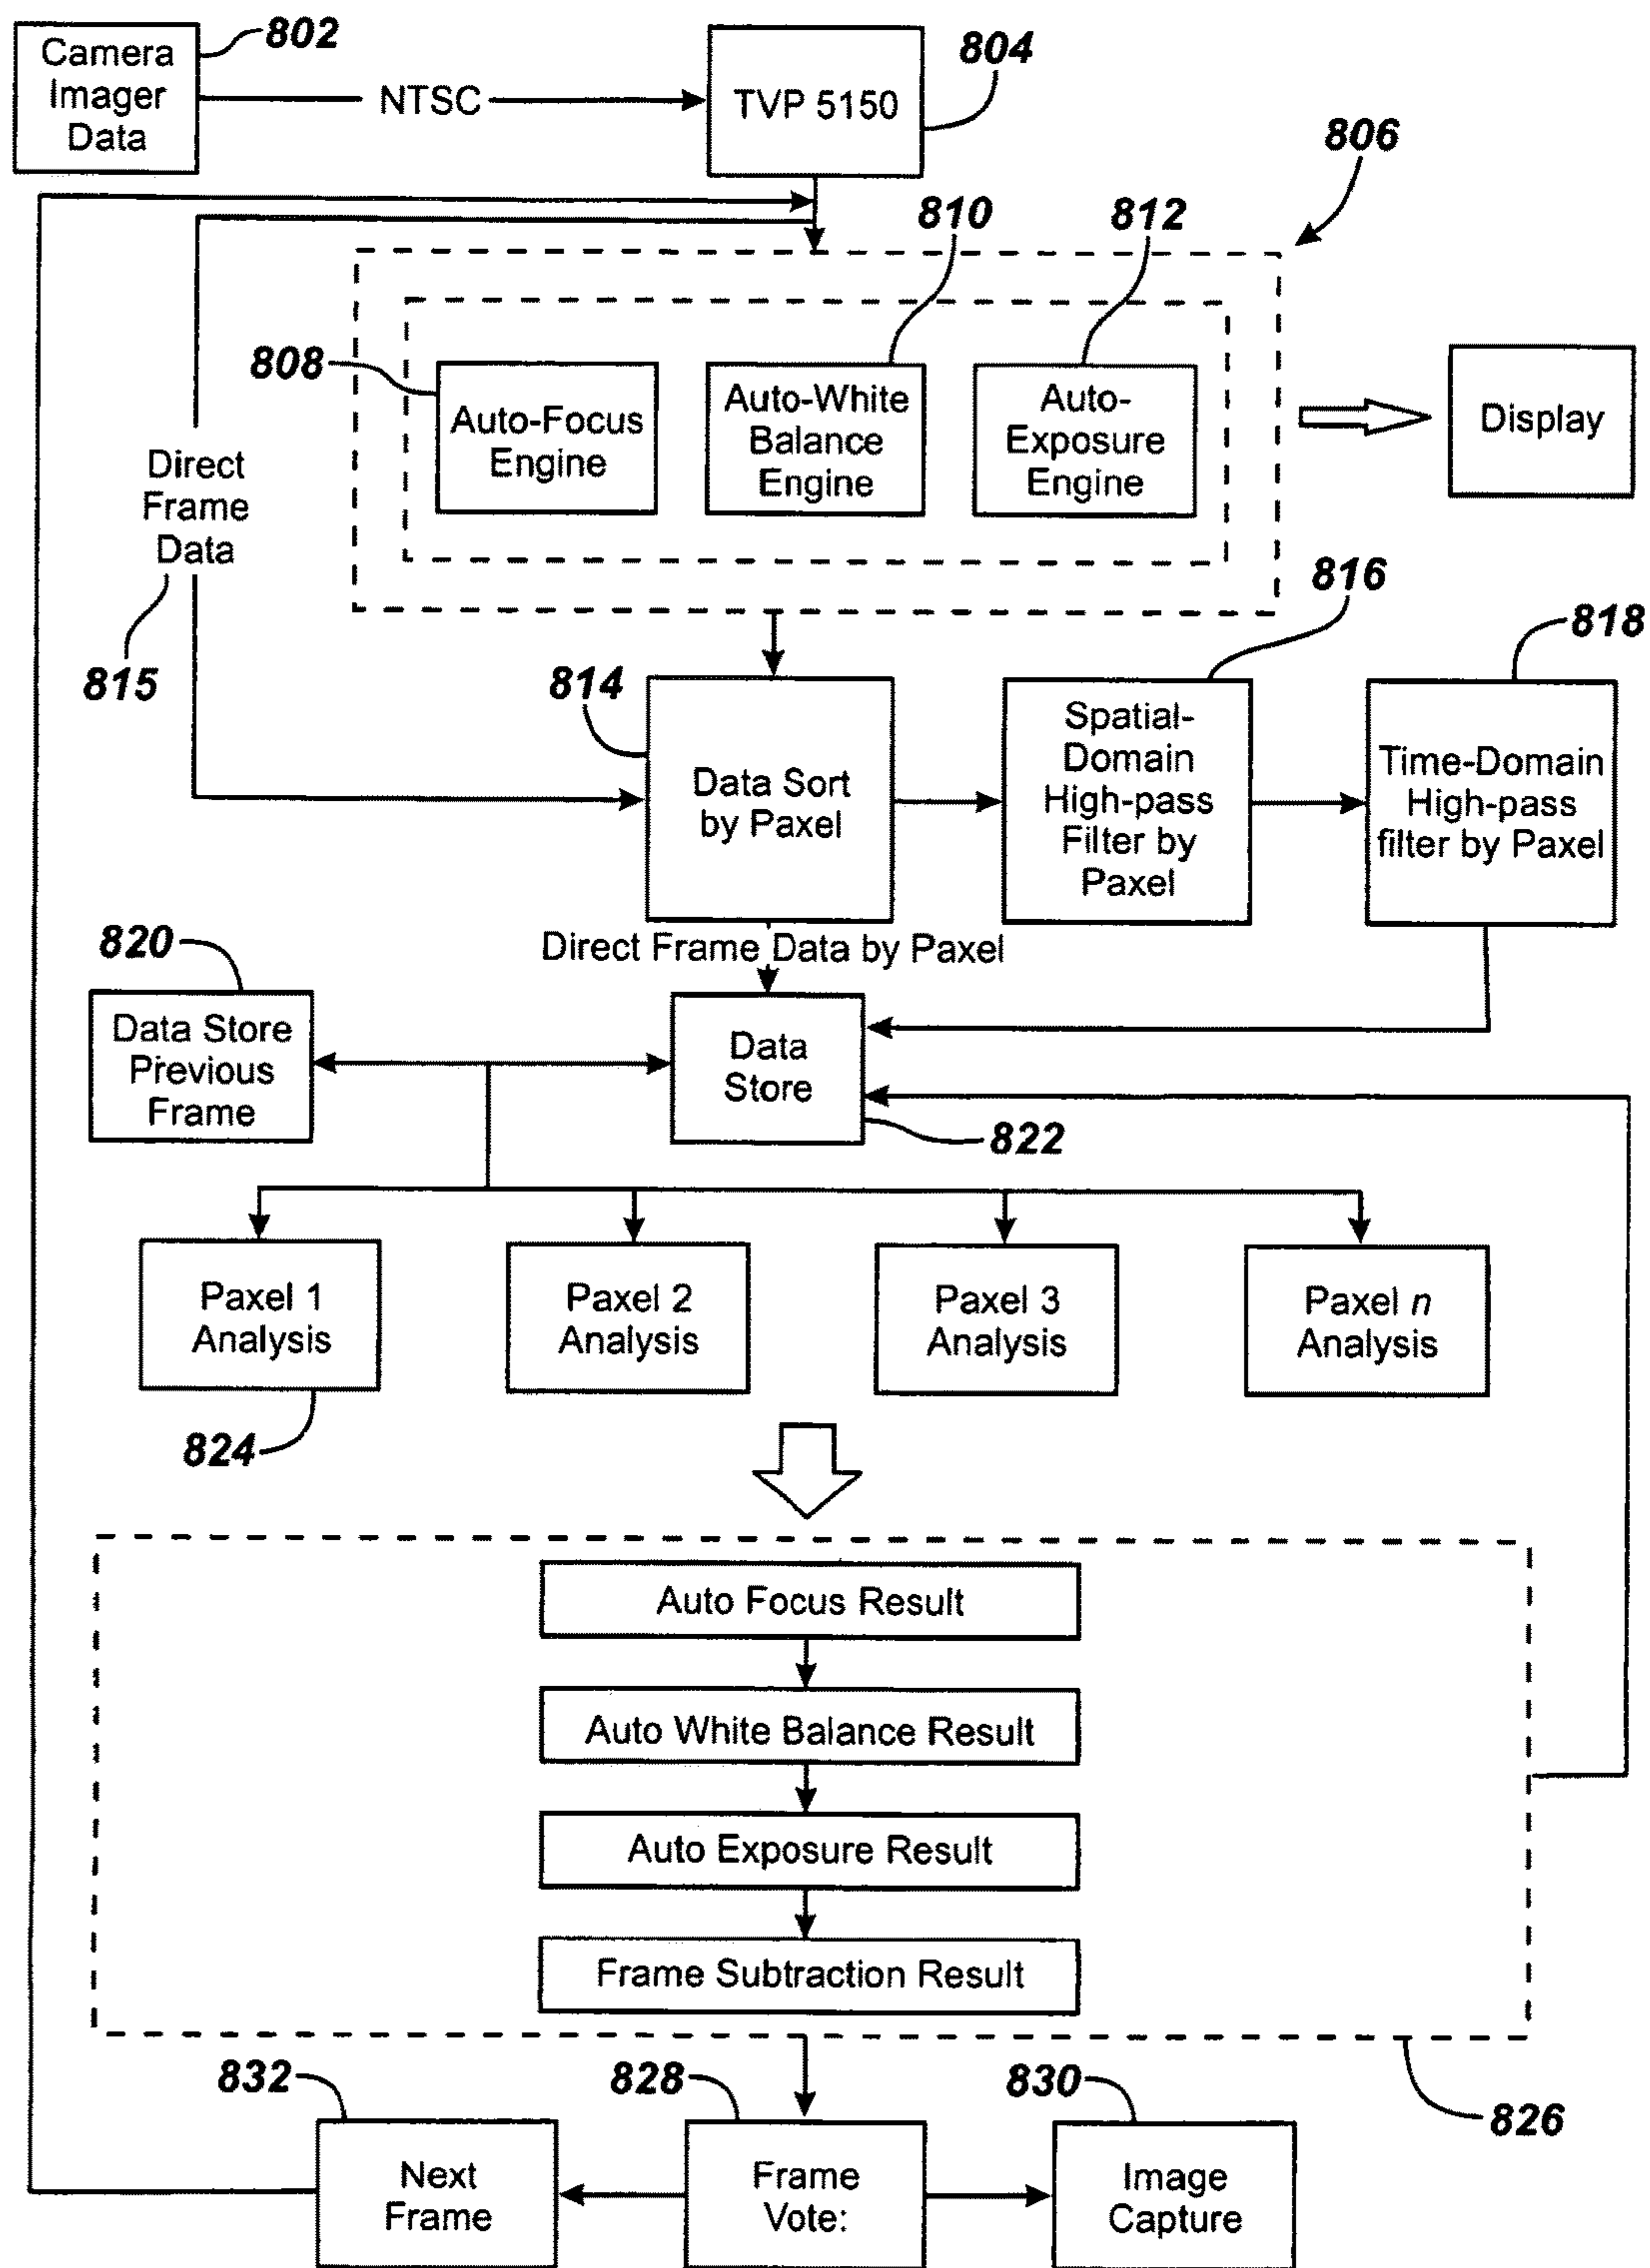 802
Camera
Imager
Data
NTSC
TVP 5150
804
806
810
812
808
Auto-Focus
Engine
Auto-White
Balance
Engine
Auto-
Exposure
Engine
Display
Direct
Frame
Data
815
816
818
814
Data Sort
by Paxel
Spatial-
Domain
High-pass
Filter by
Paxel
Time-Domain
High-pass
filter by Paxel
Direct Frame Data by Paxel
820
Data Store
Previous
Frame
Data
Store
822
Paxel 1
Analysis
Paxel 2
Analysis
Paxel 3
Analysis
Paxel n
Analysis
824
Auto Focus Result
Auto White Balance Result
Auto Exposure Result
Frame Subtraction Result
826
832
828
830
Next
Frame
Frame
Vote:
Image
Capture